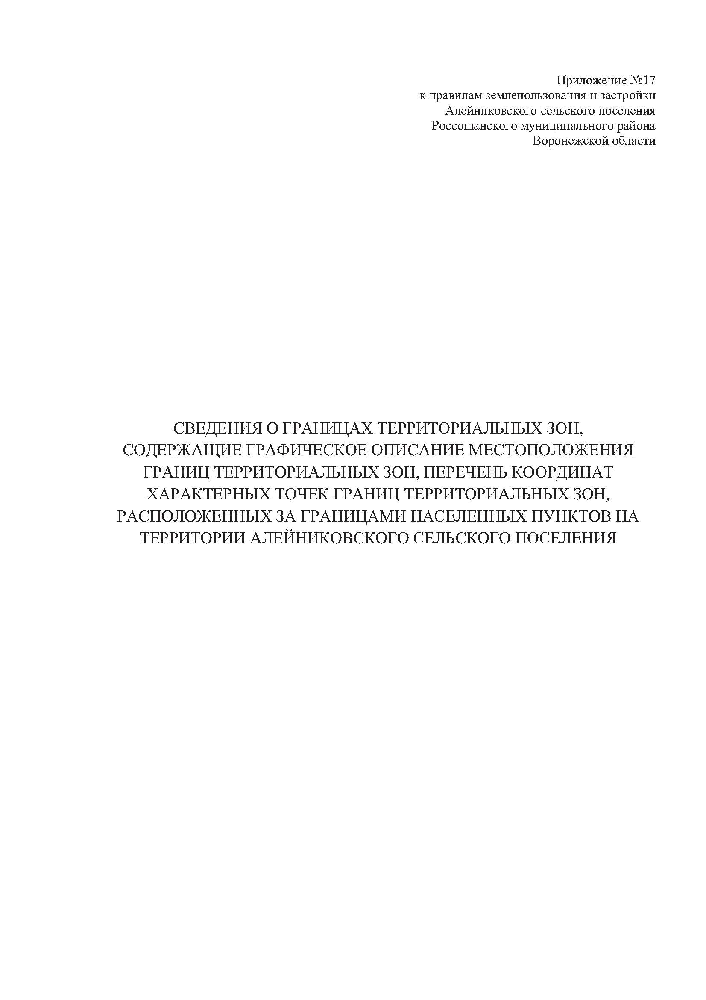 Приложение №17
к правилам землепользования и застройки
Алейниковского сельского поселения
Россошанского муниципального района
Воронежской области
СВЕДЕНИЯ О ГРАНИЦАХ ТЕРРИТОРИАЛЬНЫХ ЗОН,
СОДЕРЖАЩИЕ ГРАФИЧЕСКОЕ ОПИСАНИЕ МЕСТОПОЛОЖЕНИЯ
ГРАНИЦ ТЕРРИТОРИАЛЬНЫХ ЗОН, ПЕРЕЧЕНЬ КООРДИНАТ
ХАРАКТЕРНЫХ ТОЧЕК ГРАНИЦ ТЕРРИТОРИАЛЬНЫХ ЗОН,
РАСПОЛОЖЕННЫХ ЗА ГРАНИЦАМИ НАСЕЛЕННЫХ ПУНКТОВ НА
ТЕРРИТОРИИ АЛЕЙНИКОВСКОГО СЕЛЬСКОГО ПОСЕЛЕНИЯ